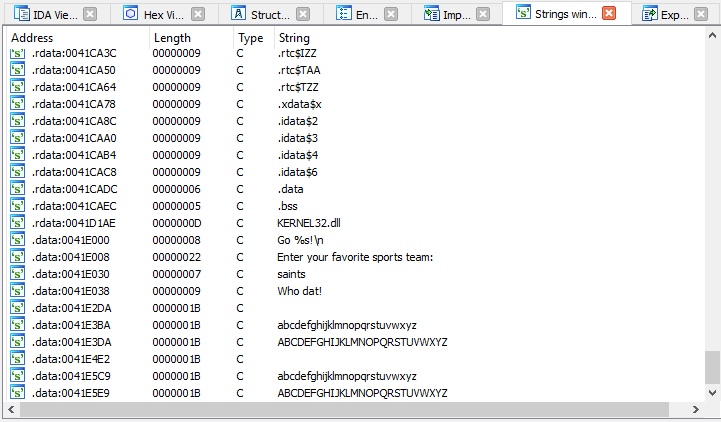 IDA Vie... Hex Vi... Struct... En... Imp... Strings win... Exp...
Address Length Type String
's' .rdata:0041CA3C 00000009 C .rtc$IZZ
's' .rdata:0041CA50 00000009 C .rtc$TAA
's' .rdata:0041CA64 00000009 C .rtc$TZZ
's' .rdata:0041CA78 00000009 C .xdata$x
's' .rdata:0041CA8C 00000009 C .idata$2
's' .rdata:0041CAA0 00000009 C .idata$3
's' .rdata:0041CAB4 00000009 C .idata$4
's' .rdata:0041CAC8 00000009 C .idata$6
's' .rdata:0041CADC 00000006 C .data
's' .rdata:0041CAEC 00000005 C .bss
's' .rdata:0041D1AE 0000000D C KERNEL32.dll
's' .data:0041E000 00000008 C Go %s!\n
's' .data:0041E008 00000022 C Enter your favorite sports team:
's' .data:0041E030 00000007 C saints
's' .data:0041E038 00000009 C Who dat!
's' .data:0041E2DA 0000001B C
's' .data:0041E3BA 0000001B C abcdefghijklmnopqrstuvwxyz
's' .data:0041E3DA 0000001B C ABCDEFGHIJKLMNOPQRSTUVWXYZ
's' .data:0041E4E2 0000001B C
's' .data:0041E5C9 0000001B C abcdefghijklmnopqrstuvwxyz
's' .data:0041E5E9 0000001B C ABCDEFGHIJKLMNOPQRSTUVWXYZ